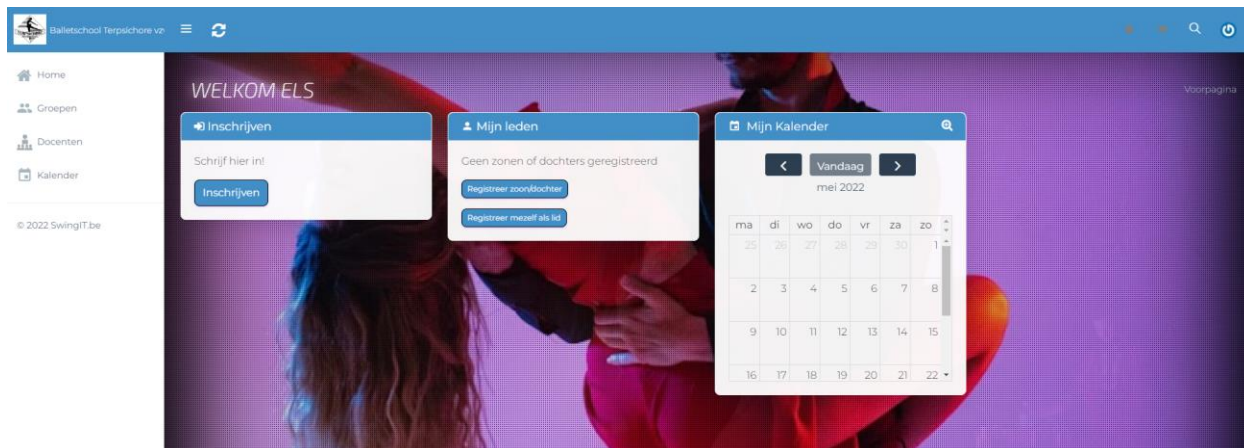 Balletschool Terpsichore vz
Home
Groepen
Docenten
Kalender
© 2022 SwingIT.be
WELKOM ELS
Voorpagina
Inschrijven
Schrijf hier in!
Inschrijven
Mijn leden
Geen zonen of dochters geregistreerd
Registreer zoon/dochter
Registreer mezelf als lid
Mijn Kalender
Vandaag
mei 2022
ma di wo do vr za zo
25 26 27 28 29 30 1
2 3 4 5 6 7 8
9 10 11 12 13 14 15
16 17 18 19 20 21 22